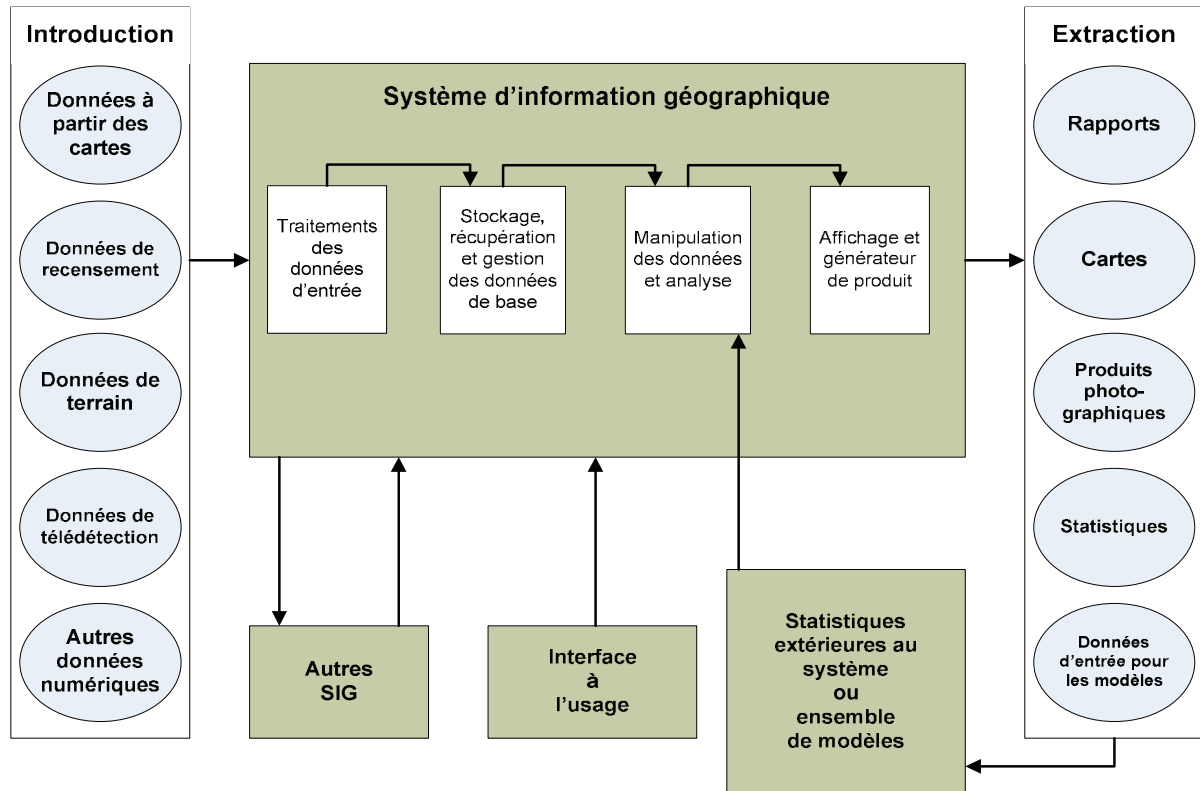 Introduction
Données à
partir des
cartes
Données de
recensement
Données de
terrain
Données de
télédétection
Autres
données
numériques
Système d'information géographique
Traitements
des
données
d'entrée
Stockage,
récupération
et gestion
des données
de base
Manipulation
des données
et analyse
Affichage et
générateur
de produit
Autres
SIG
Interface
à
l'usage
Statistiques
extérieures au
système
ou
ensemble
de modèles
Extraction
Rapports
Cartes
Produits
photo-
graphiques
Statistiques
Données
d'entrée pour
les modèles